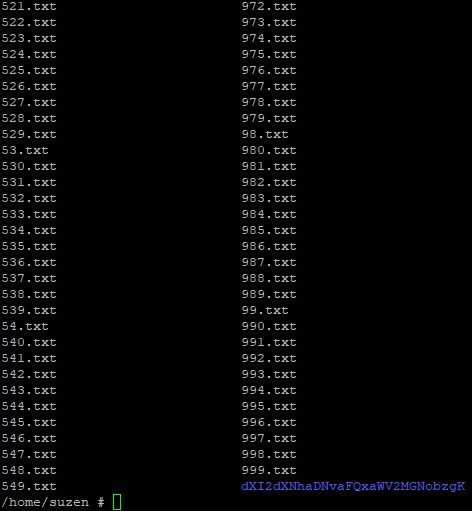 521.txt 972.txt
522.txt 973.txt
523.txt 974.txt
524.txt 975.txt
525.txt 976.txt
526.txt 977.txt
527.txt 978.txt
528.txt 979.txt
529.txt 98.txt
53.txt 980.txt
530.txt 981.txt
531.txt 982.txt
532.txt 983.txt
533.txt 984.txt
534.txt 985.txt
535.txt 986.txt
536.txt 987.txt
537.txt 988.txt
538.txt 989.txt
539.txt 99.txt
54.txt 990.txt
540.txt 991.txt
541.txt 992.txt
542.txt 993.txt
543.txt 994.txt
544.txt 995.txt
545.txt 996.txt
546.txt 997.txt
547.txt 998.txt
548.txt 999.txt
549.txt dXI2dXNhaDNvaFQxaWV2MGNobzgK
/home/suzen #